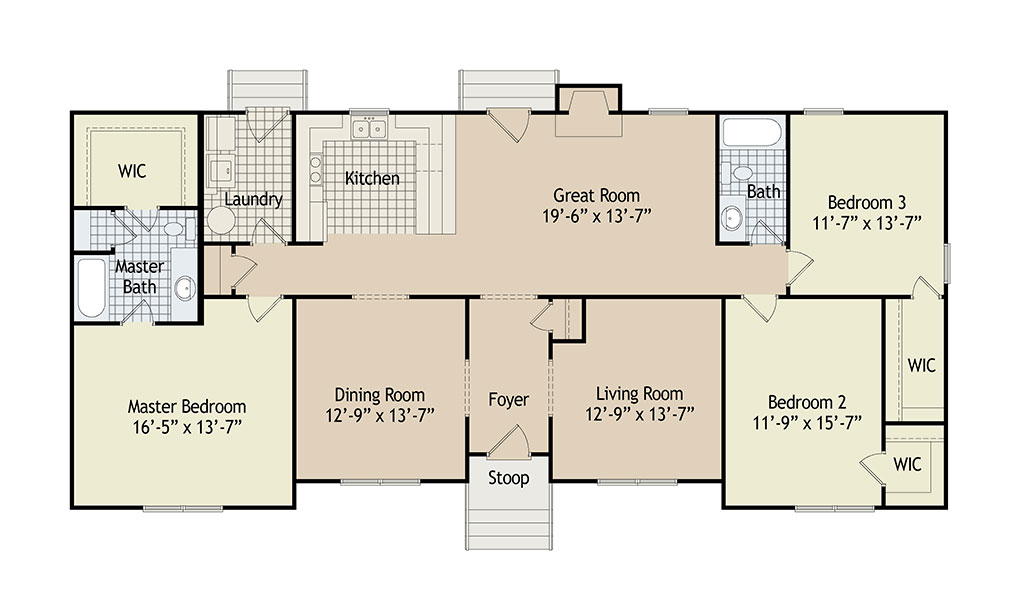 WIC
Laundry
Kitchen
Great Room
19'-6" x 13'-7"
Bath
Bedroom 3
11'-7" x 13'-7"
Master
Bath
Master Bedroom
16'-5" x 13'-7"
Dining Room
12'-9" x 13'-7"
Foyer
Living Room
12'-9" x 13'-7"
Bedroom 2
11'-9" x 15'-7"
WIC
WIC
Stoop